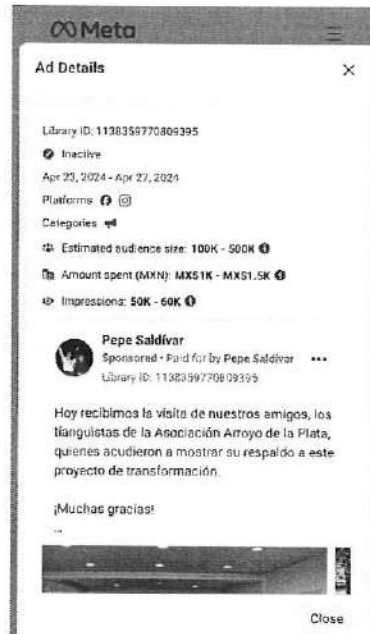 Meta
Ad Details
Library ID: 1138359770809395
Inactive
Apr 23, 2024 - Apr 27, 2024
Platforms
Categories
Estimated audience size: 100K - 500K
Amount spent (MXN): MX$1K - MX$1.5K
Impressions: 50K - 60K
Pepe Saldívar
Sponsored • Paid for by Pepe Saldívar
Library ID: 1138359770809395
Hoy recibimos la visita de nuestros amigos, los
tianguistas de la Asociación Arroyo de la Plata,
quienes acudieron a mostrar su respaldo a este
proyecto de transformación.
¡Muchas gracias!
...
Close